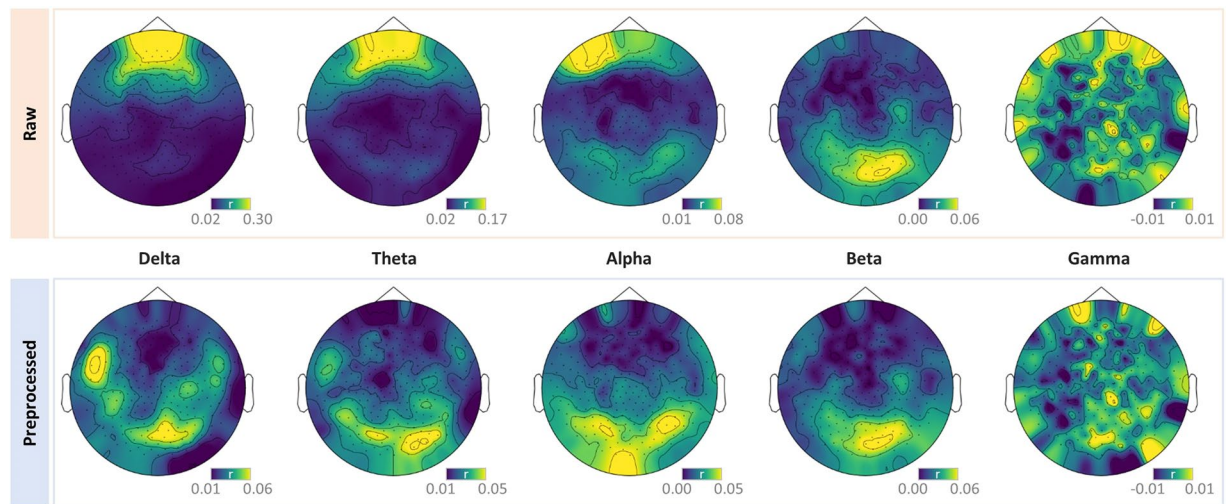 Raw
r r r r r
0.02 0.30 0.02 0.17 0.01 0.08 0.00 0.06 -0.01 0.01
Delta Theta Alpha Beta Gamma
Preprocessed
r r r r r
0.01 0.06 0.01 0.05 0.00 0.05 0.00 0.06 -0.01 0.01